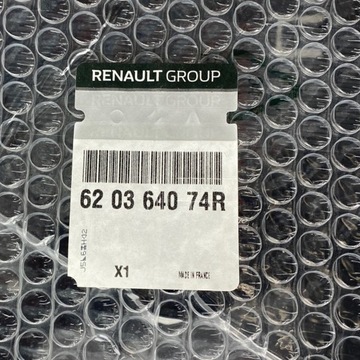 RENAULT GROUP
62 03 640 74R
X1
MADE IN FRANCE